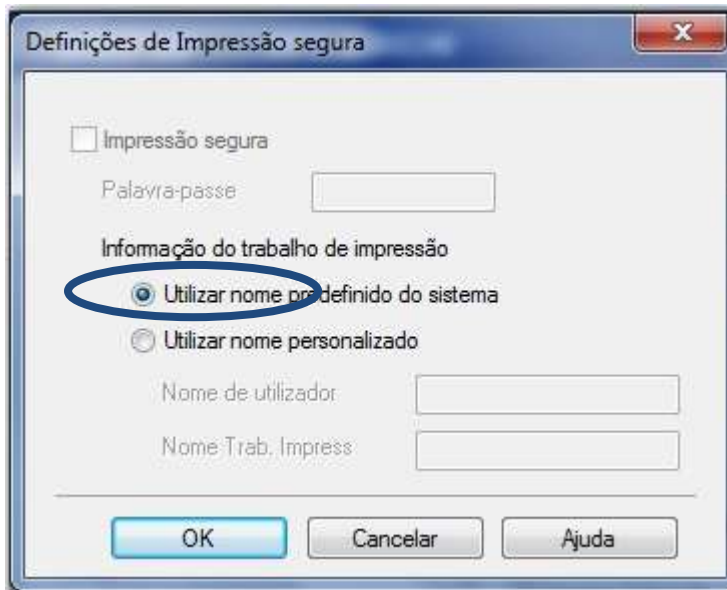 Definições de Impressão segura
Impressão segura
Palavra-passe
Informação do trabalho de impressão
Utilizar nome predefinido do sistema
Utilizar nome personalizado
Nome de utilizador
Nome Trab. Impress
OK Cancelar Ajuda